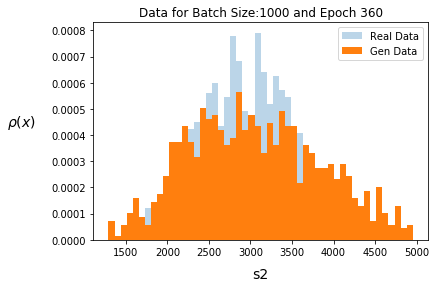 Data for Batch Size:1000 and Epoch 360
0.0008
0.0007
0.0006
0.0005
0.0004
0.0003
0.0002
0.0001
0.0000
ρ(x)
Real Data
Gen Data
1500 2000 2500 3000 3500 4000 4500 5000
s2